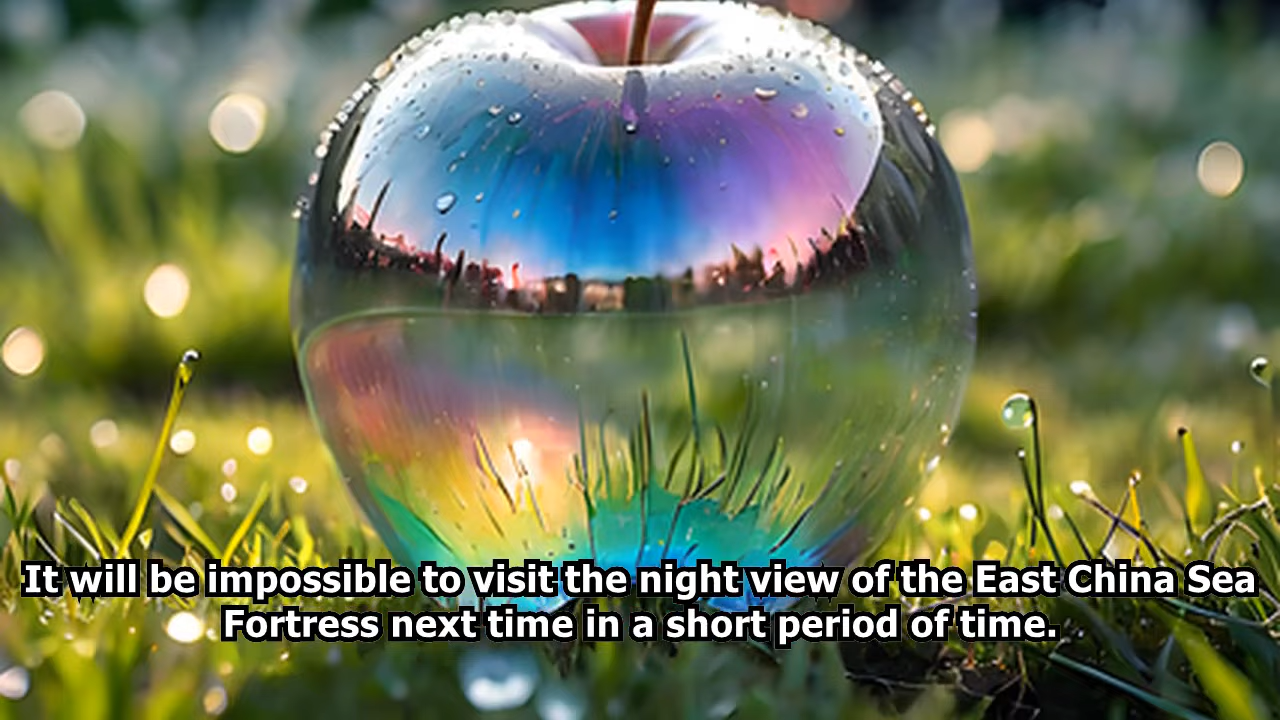 It will be impossible to visit the night view of the East China Sea
Fortress next time in a short period of time.